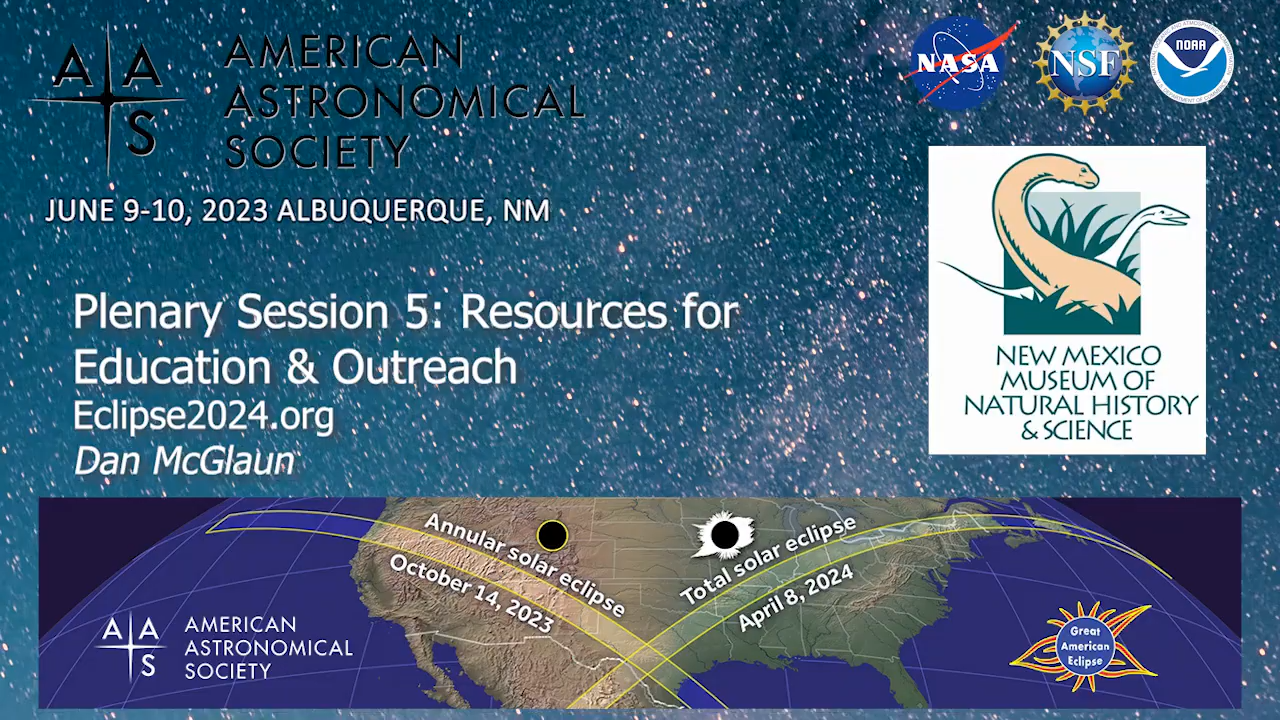 A A
S
AMERICAN
ASTRONOMICAL
SOCIETY
JUNE 9-10, 2023 ALBUQUERQUE, NM
NASA
NSF
NOAA
Plenary Session 5: Resources for
Education & Outreach
Eclipse2024.org
Dan McGlaun
NEW MEXICO
MUSEUM OF
NATURAL HISTORY
& SCIENCE
Annular solar eclipse
October 14, 2023
Total solar eclipse
April 8, 2024
A A
S
AMERICAN
ASTRONOMICAL
SOCIETY
Great
American
Eclipse